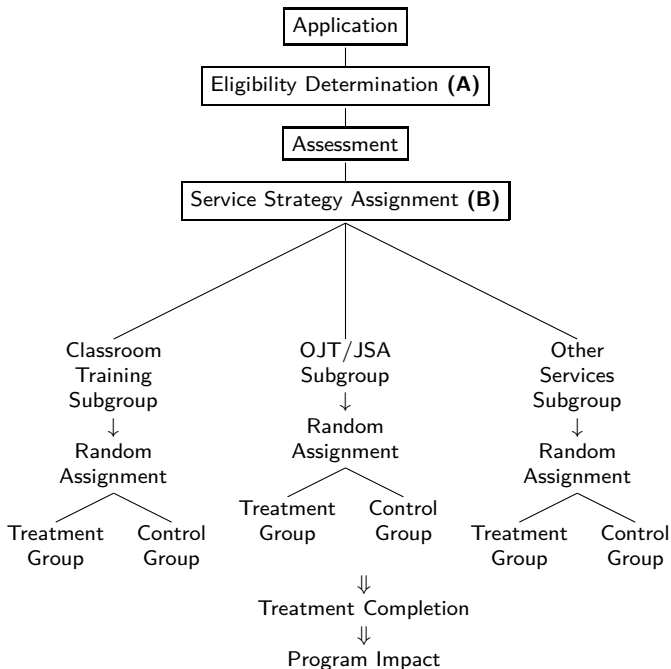 Application
Eligibility Determination (A)
Assessment
Service Strategy Assignment (B)
Classroom
Training
Subgroup
↓
Random
Assignment
Treatment
Group
Control
Group
OJT/JSA
Subgroup
↓
Random
Assignment
Treatment
Group
Control
Group
Other
Services
Subgroup
↓
Random
Assignment
Treatment
Group
Control
Group
⇓
Treatment Completion
⇓
Program Impact